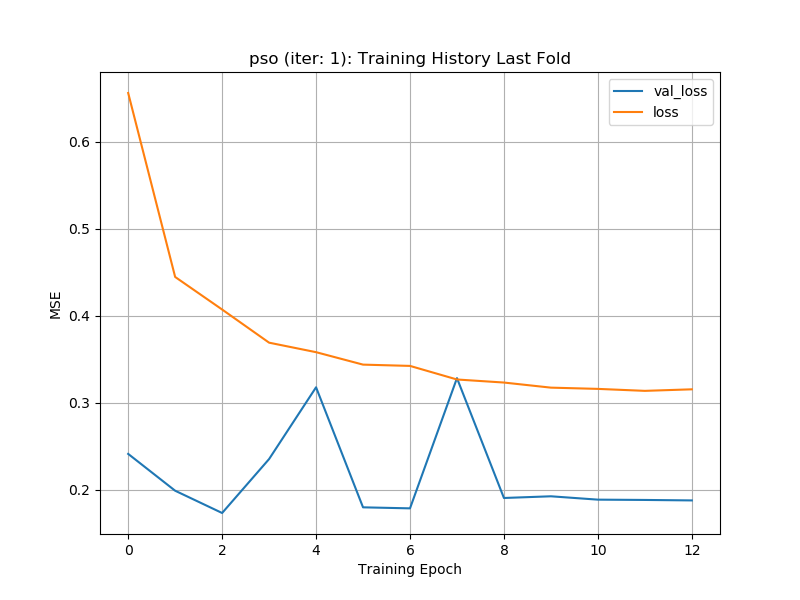 pso (iter: 1): Training History Last Fold
val_loss
loss
0.6
0.5
0.4
0.3
0.2
MSE
0 2 4 6 8 10 12
Training Epoch